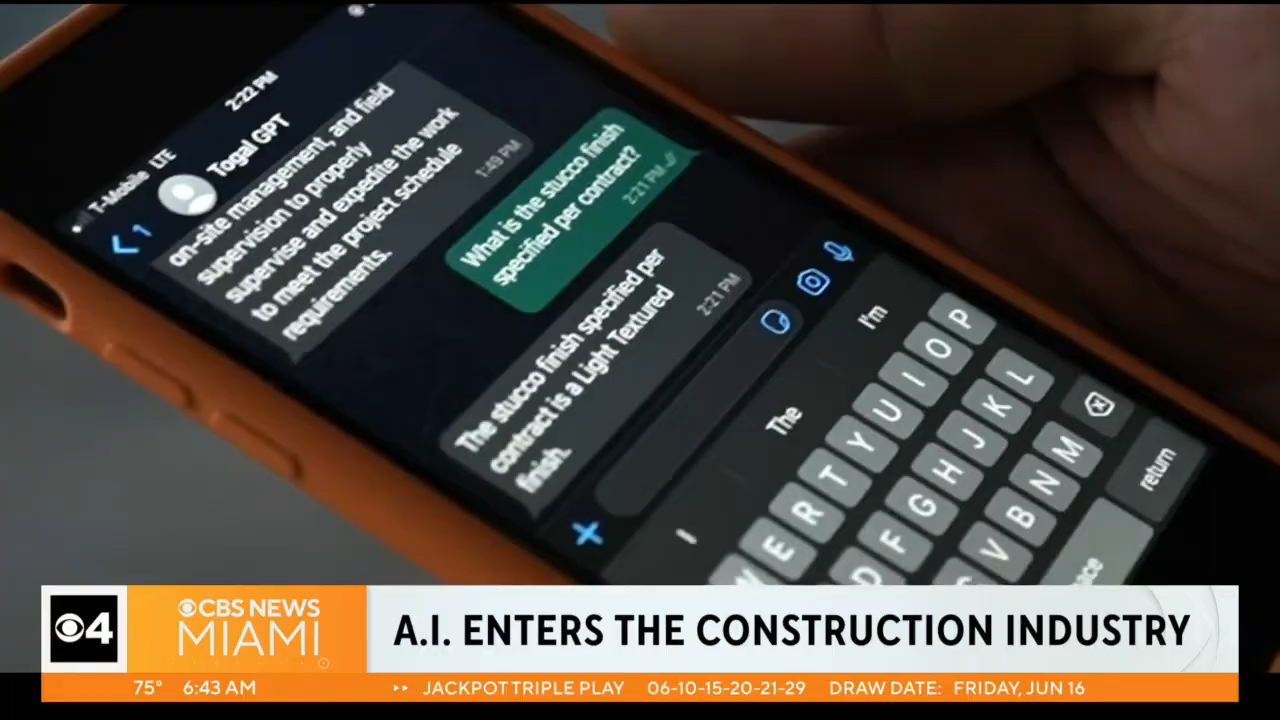 2:22 PM
T-Mobile LTE
1
Togal GPT
on-site management, and field
supervision to properly
supervise and expedite the work
to meet the project schedule
requirements.
1:49 PM
What is the stucco finish
specified per contract?
2:21 PM
The stucco finish specified per
contract is a Light Textured
finish.
2:21 PM
I
The
I'm
W E R T Y U I O P
D F G H J K L
C V B N M
ace
return
4
CBS NEWS
MIAMI
A.I. ENTERS THE CONSTRUCTION INDUSTRY
75° 6:43 AM JACKPOT TRIPLE PLAY 06-10-15-20-21-29 DRAW DATE: FRIDAY, JUN 16